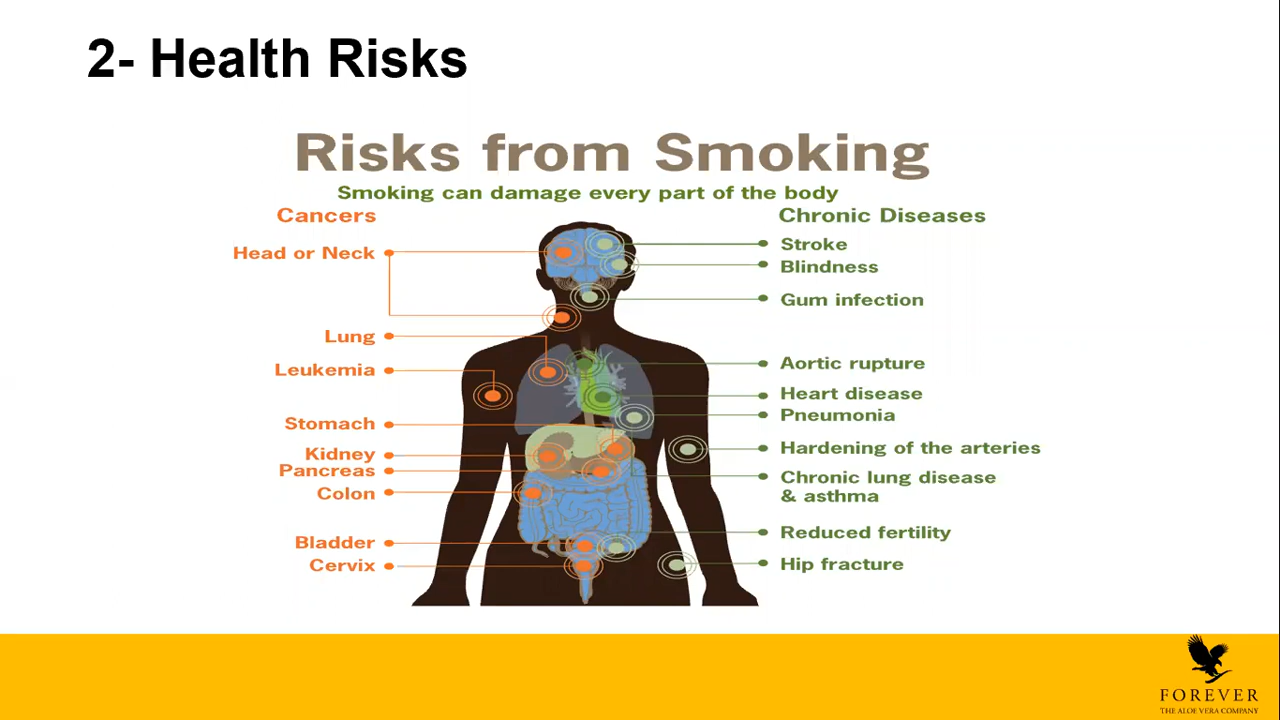 2- Health Risks
Risks from Smoking
Smoking can damage every part of the body
Cancers
Head or Neck
Lung
Leukemia
Stomach
Kidney
Pancreas
Colon
Bladder
Cervix
Chronic Diseases
Stroke
Blindness
Gum infection
Aortic rupture
Heart disease
Pneumonia
Hardening of the arteries
Chronic lung disease
& asthma
Reduced fertility
Hip fracture
FOREVER
THE ALOE VERA COMPANY